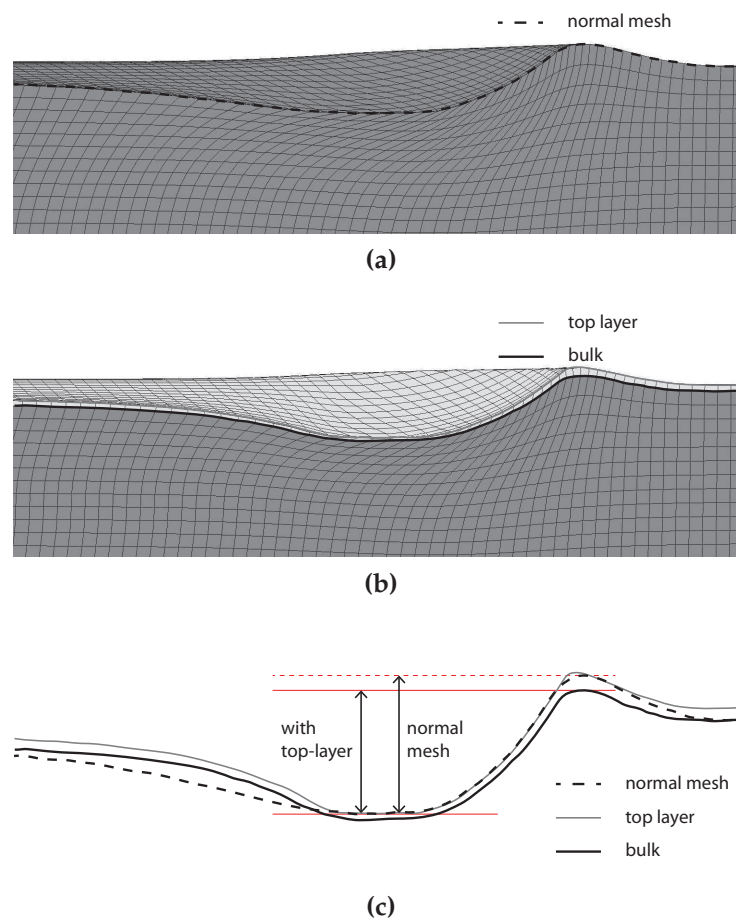 normal mesh
(a)
top layer
bulk
(b)
with
top-layer
normal
mesh
normal mesh
top layer
bulk
(c)